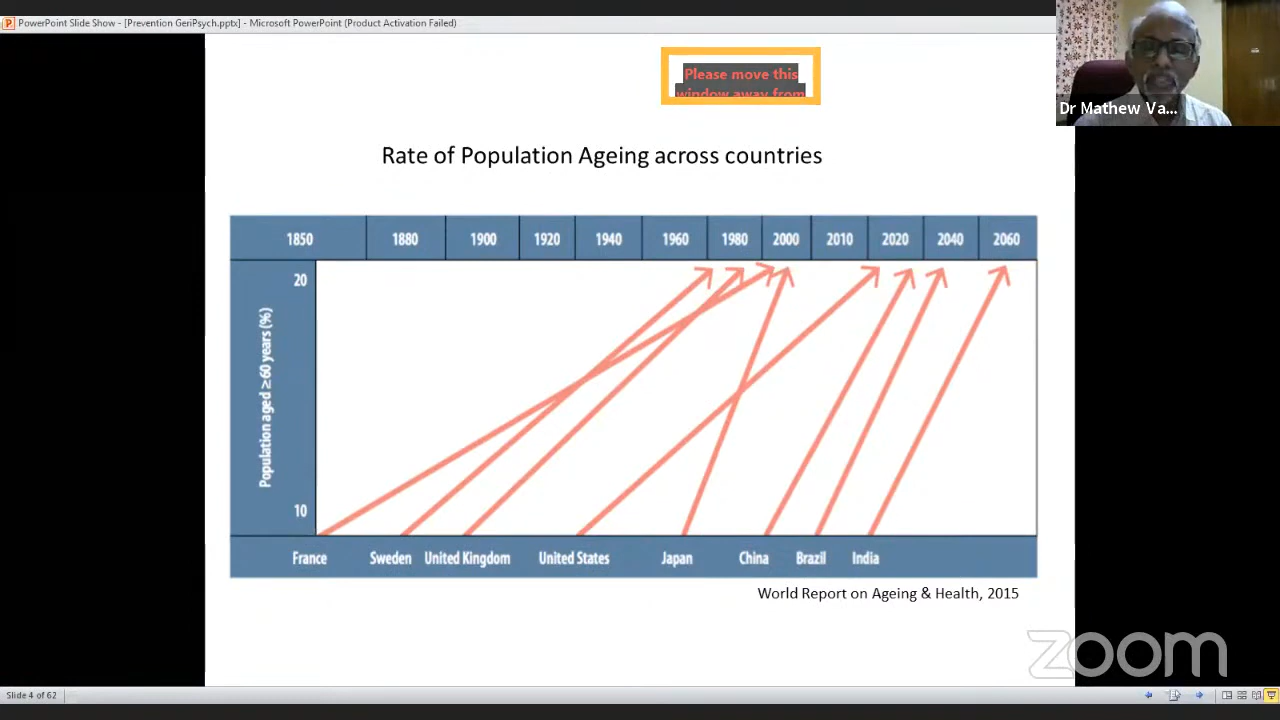 PowerPoint Slide Show - [Prevention GeriPsych.pptx] - Microsoft PowerPoint (Product Activation Failed)
Please move this
window away from
Dr Mathew Va...
Rate of Population Ageing across countries
1850 1880 1900 1920 1940 1960 1980 2000 2010 2020 2040 2060
20
Population aged ≥60 years (%)
10
France Sweden United Kingdom United States Japan China Brazil India
World Report on Ageing & Health, 2015
zoom
Slide 4 of 62